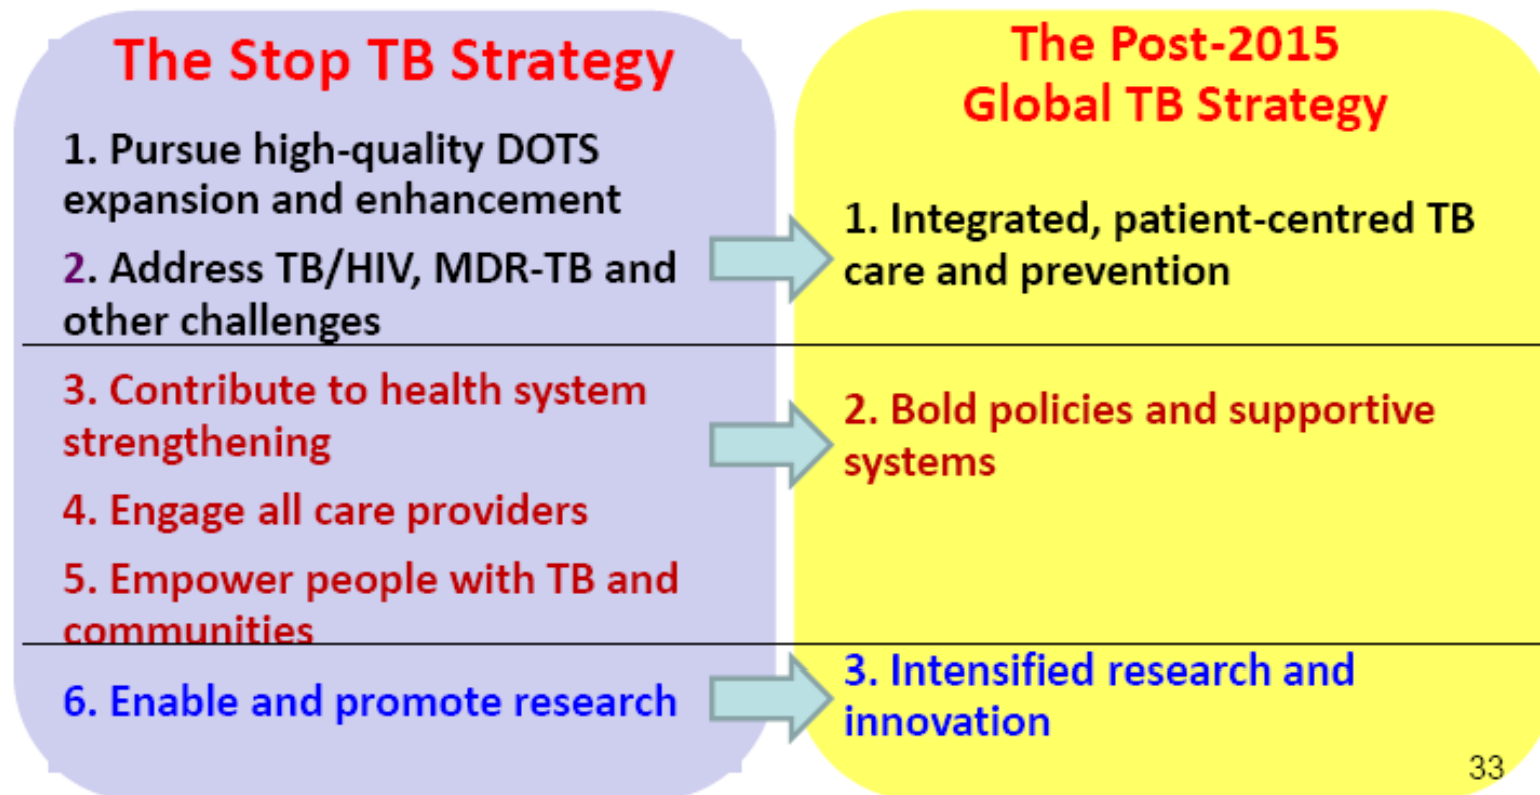 The Stop TB Strategy
1. Pursue high-quality DOTS
expansion and enhancement
2. Address TB/HIV, MDR-TB and
other challenges
3. Contribute to health system
strengthening
4. Engage all care providers
5. Empower people with TB and
communities
6. Enable and promote research
The Post-2015
Global TB Strategy
1. Integrated, patient-centred TB
care and prevention
2. Bold policies and supportive
systems
3. Intensified research and
innovation
33